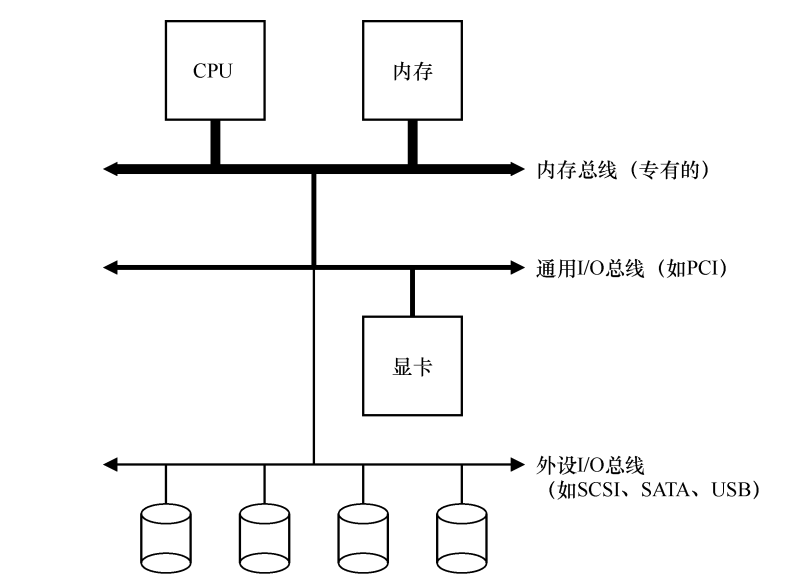 CPU
内存
内存总线（专有的）
通用I/O总线（如PCI）
显卡
外设I/O总线
（如SCSI、SATA、USB）